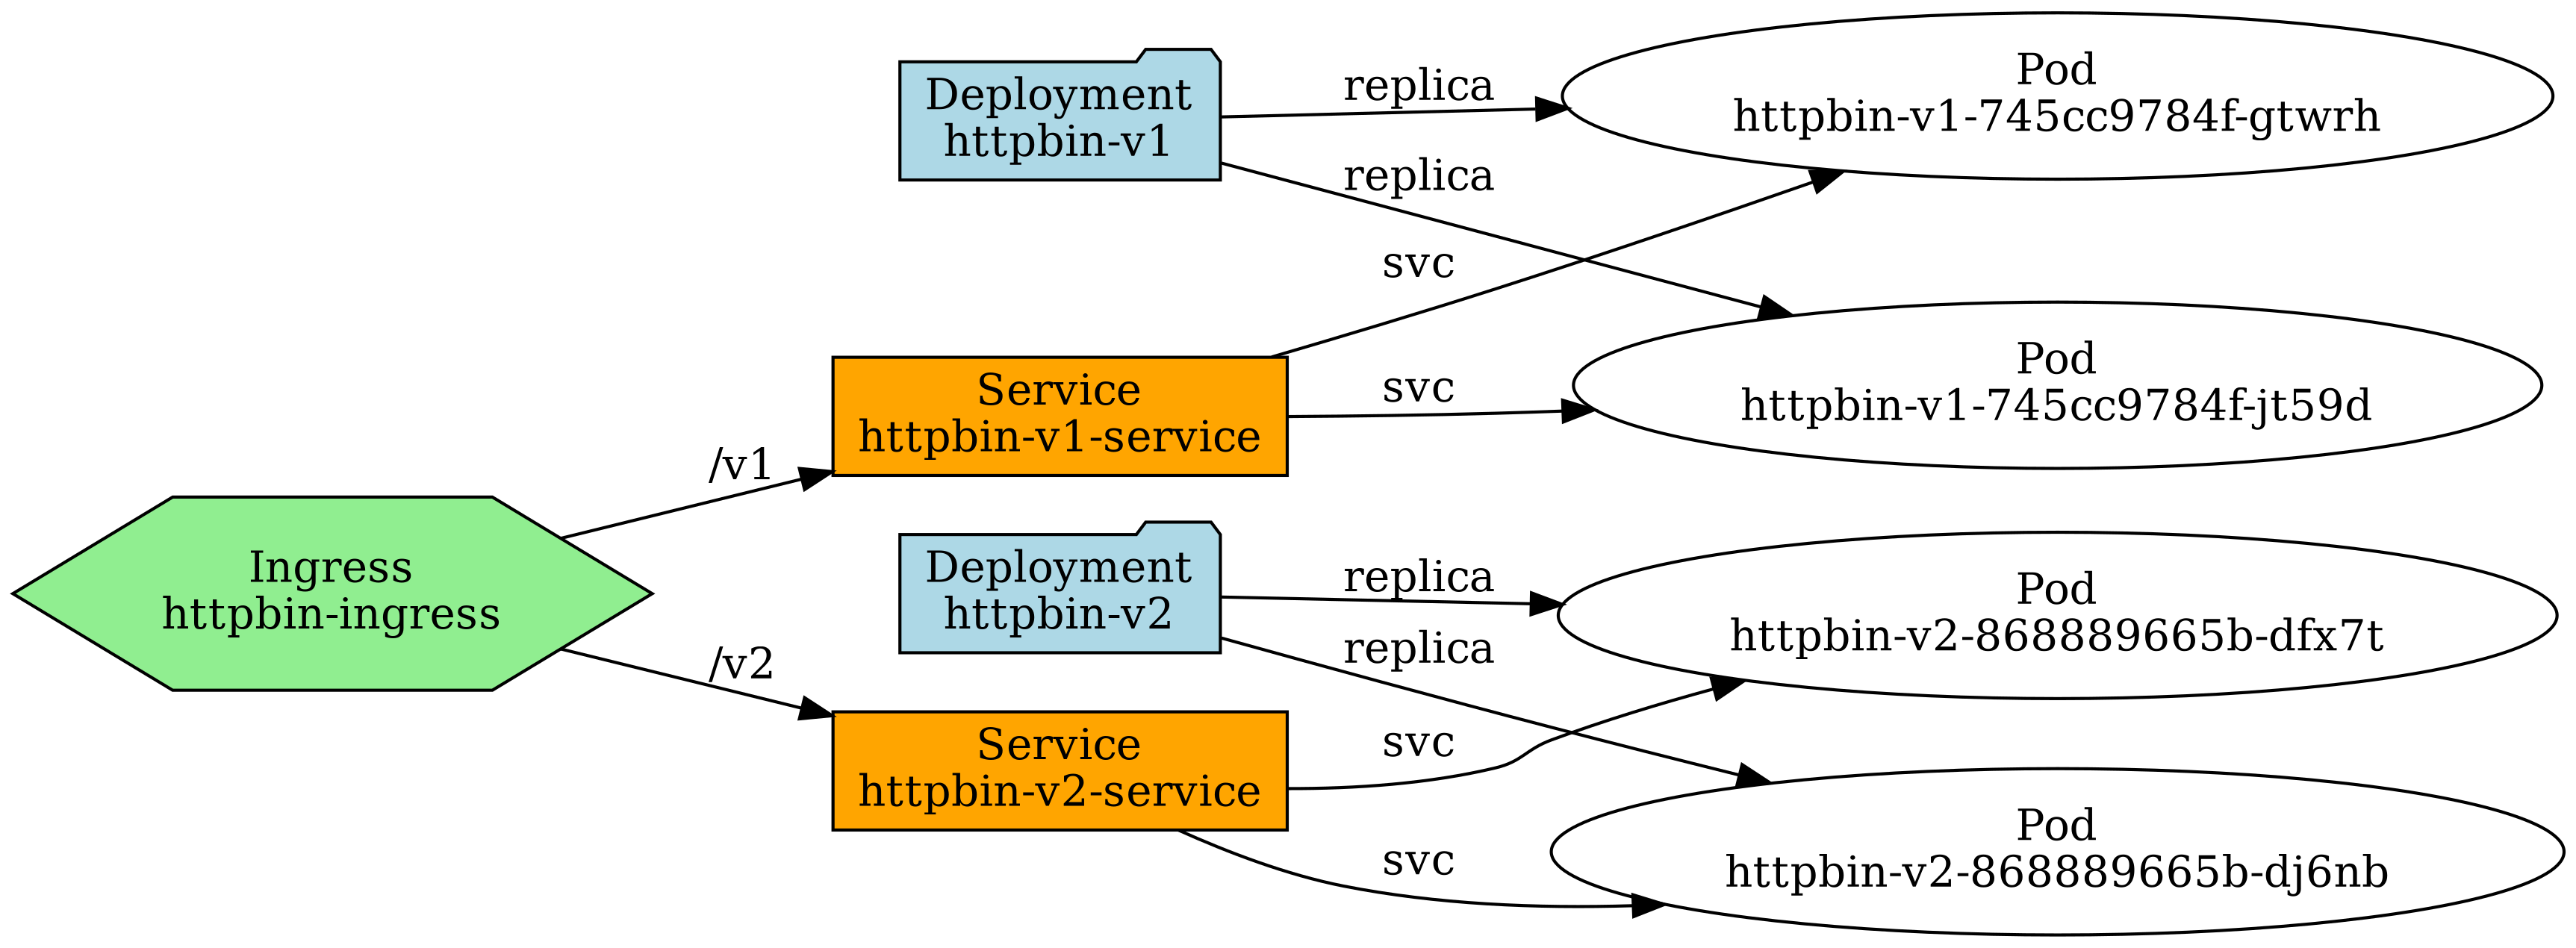 Deployment
httpbin-v1
replica
Pod
httpbin-v1-745cc9784f-gtwrh
replica
svc
Service
httpbin-v1-service
svc
Pod
httpbin-v1-745cc9784f-jt59d
/v1
Ingress
httpbin-ingress
/v2
Deployment
httpbin-v2
replica
Pod
httpbin-v2-868889665b-dfx7t
replica
Service
httpbin-v2-service
svc
svc
Pod
httpbin-v2-868889665b-dj6nb